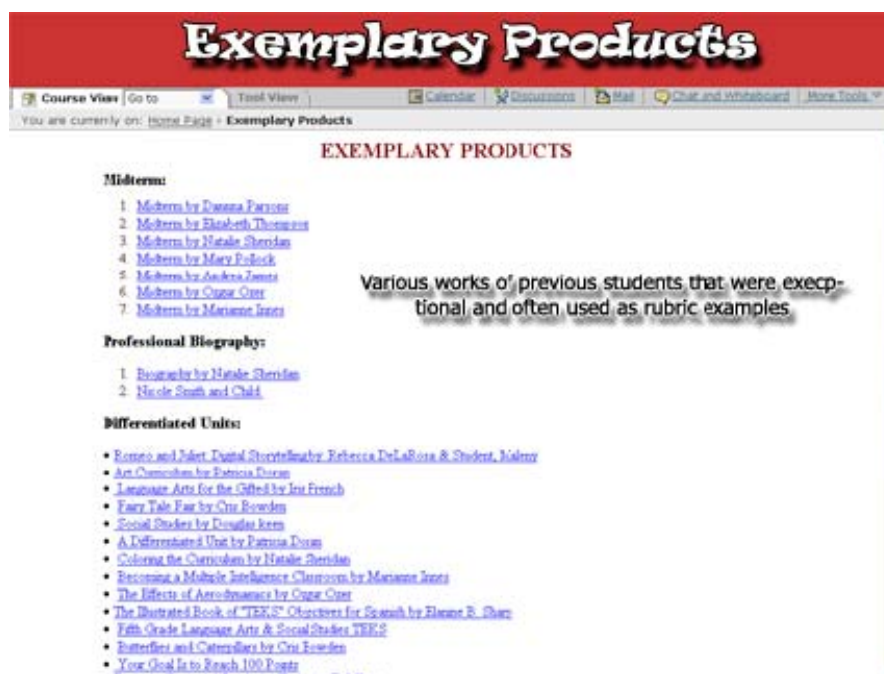 Exemplary Products
Course View Go to Tool View Calendar Discussions Mail Chat and Whiteboard More Tools
You are currently on: Home Page › Exemplary Products
EXEMPLARY PRODUCTS
Midterm:
1. Midterm by Parsons
2. Midterm by Elizabeth Thompson
3. Midterm by Natalie Sheridan
4. Midterm by Mary Pollock
5. Midterm by Andrea
6. Midterm by Ozgur Ozer
7. Midterm by Marianne Innes
Various works of previous students that were execp-
tional and often used as rubric examples
Professional Biography:
1. Biography by Natalie Sheridan
2. Nicole Smith and Child
Differentiated Units:
• Romeo and Juliet: Digital Storytelling by Rebecca DeLaRosa & Student,
• Art Curriculum by Patricia Doran
• Language Arts for the Gifted by Iris French
• Fairy Tale Fair by Cris Bowden
• Social Studies by Douglas keen
• A Differentiated Unit by Patricia Doran
• Coloring the Curriculum by Natalie Sheridan
• Becoming a Multiple Intelligence Classroom by Marianne Innes
• The Effects of Aerodynamics by Ozgur Ozer
• The Illustrated Book of "TEKS" Objectives for Spanish by Elanne B. Sharp
• Fifth Grade Language Arts & Social Studies TEKS
• Butterflies and Caterpillars by Cris Bowden
• Your Goal Is to Reach 100 Points